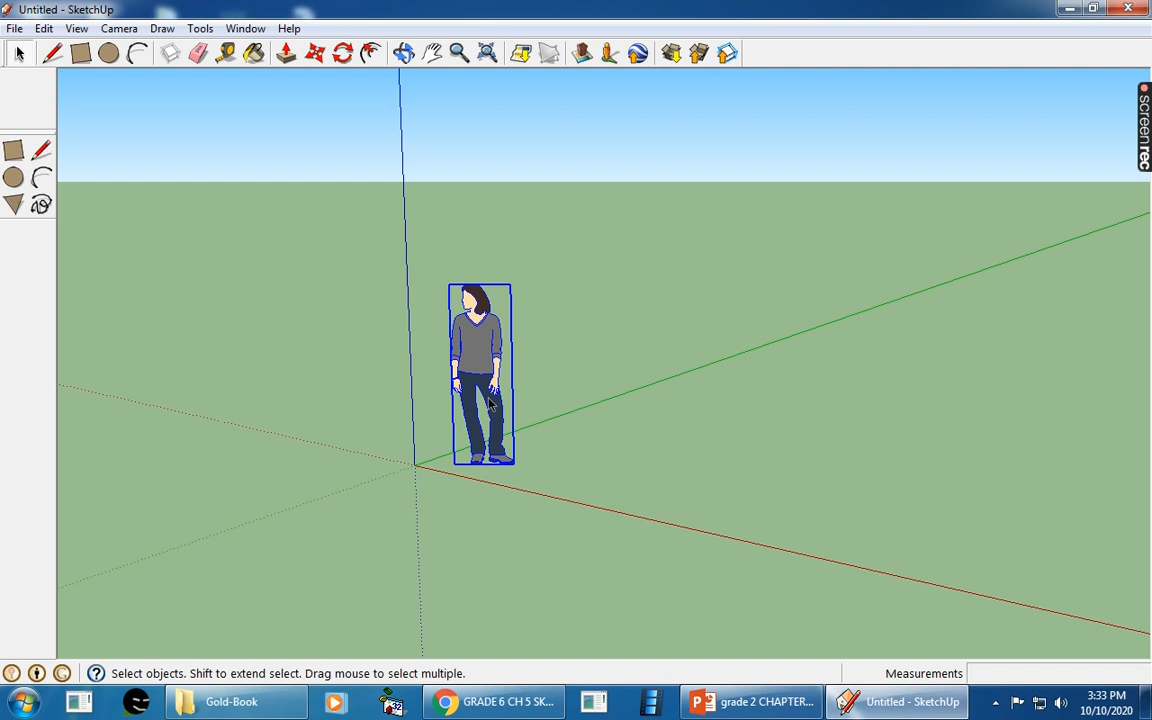 Untitled - SketchUp
File Edit View Camera Draw Tools Window Help
screenrec
Select objects. Shift to extend select. Drag mouse to select multiple.
Measurements
Gold-Book
32
GRADE 6 CH 5 SK...
grade 2 CHAPTER...
Untitled - SketchUp
3:33 PM
10/10/2020